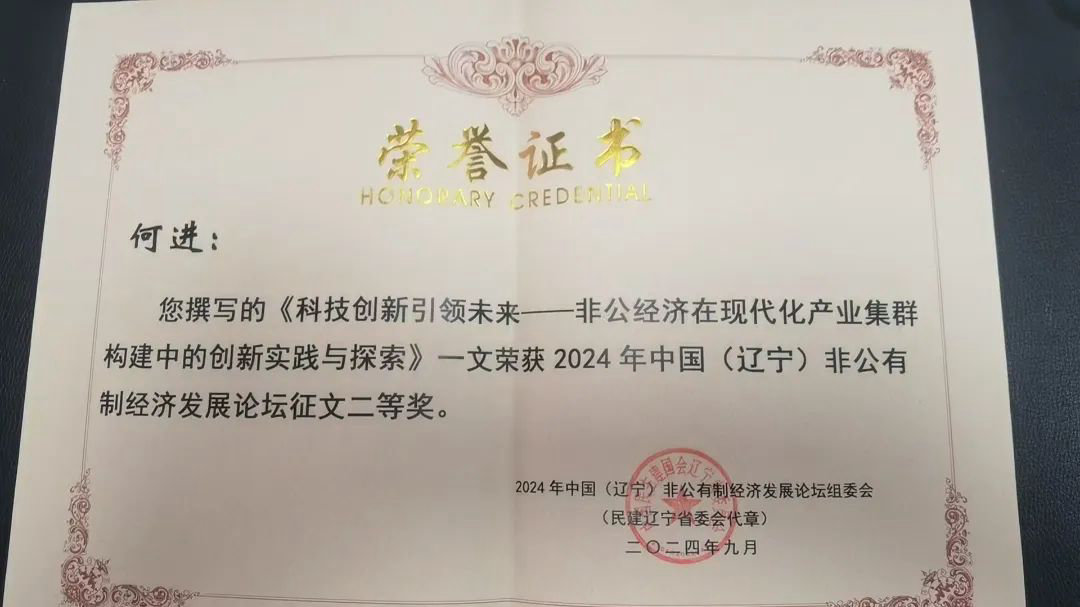 荣誉证书
HONORARY CREDENTIAL
何进：
您撰写的《科技创新引领未来——非公经济在现代化产业集群
构建中的创新实践与探索》一文荣获 2024 年中国（辽宁）非公有
制经济发展论坛征文二等奖。
2024 年中国（辽宁）非公有制经济发展论坛组委会
（民建辽宁省委会代章）
二〇二四年九月
建国会辽宁